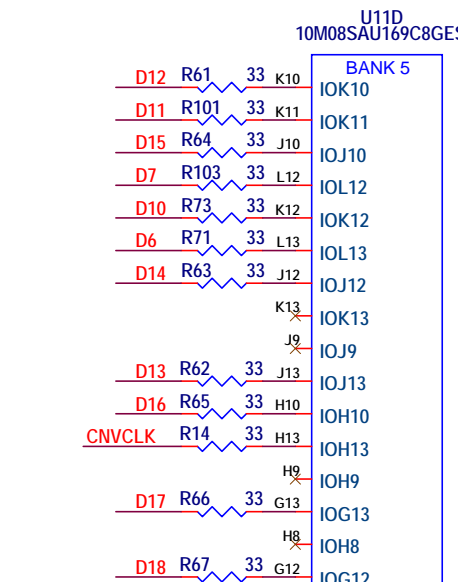 U11D
10M08SAU169C8GES
BANK 5
D12 R61 33 K10 IOK10
D11 R101 33 K11 IOK11
D15 R64 33 J10 IOJ10
D7 R103 33 L12 IOL12
D10 R73 33 K12 IOK12
D6 R71 33 L13 IOL13
D14 R63 33 J12 IOJ12
K13 IOK13
J9 IOJ9
D13 R62 33 J13 IOJ13
D16 R65 33 H10 IOH10
CNVCLK R14 33 H13 IOH13
H9 IOH9
D17 R66 33 G13 IOG13
H8 IOH8
D18 R67 33 G12 IOG12